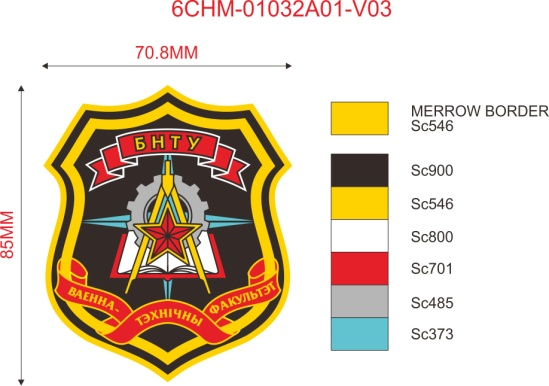 6CHM-01032A01-V03
70.8MM
85MM
БНТУ
ВАЕННА-
ТЭХНІЧНЫ
ФАКУЛЬТЭТ
MERROW BORDER
Sc546
Sc900
Sc546
Sc800
Sc701
Sc485
Sc373